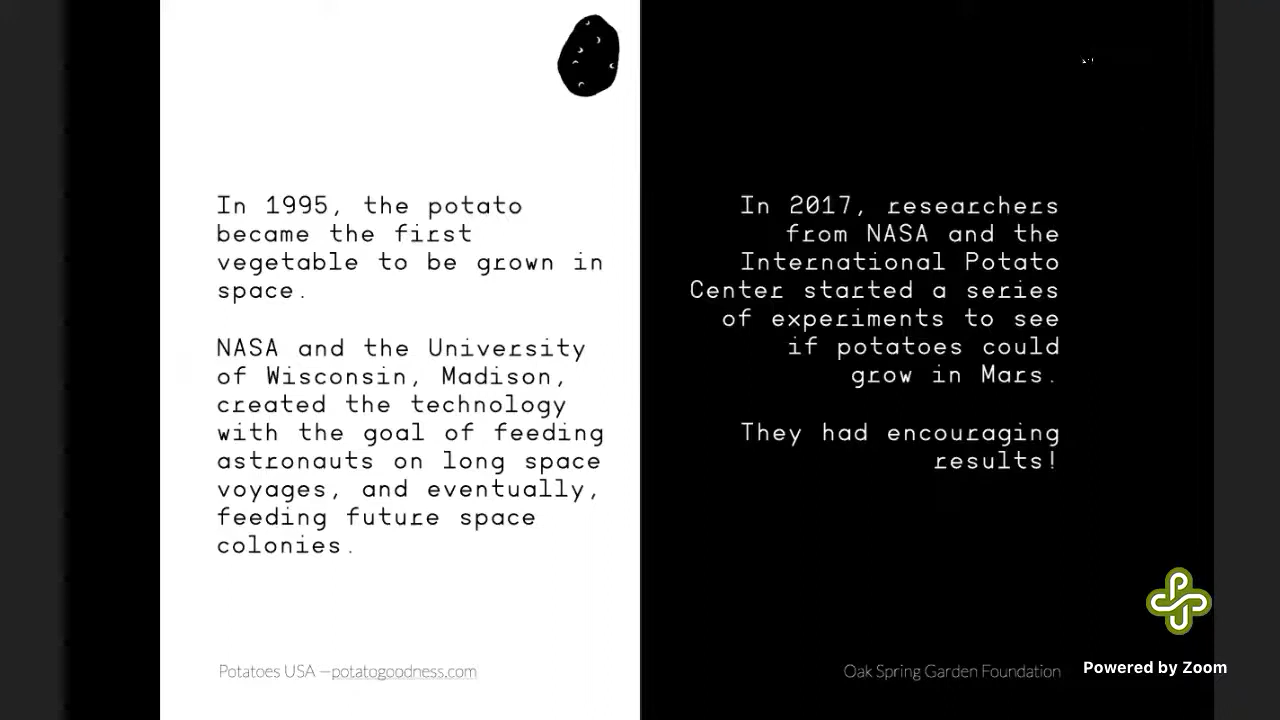 In 1995, the potato
became the first
vegetable to be grown in
space.
NASA and the University
of Wisconsin, Madison,
created the technology
with the goal of feeding
astronauts on long space
voyages, and eventually,
feeding future space
colonies.
Potatoes USA —potatogoodness.com
In 2017, researchers
from NASA and the
International Potato
Center started a series
of experiments to see
if potatoes could
grow in Mars.
They had encouraging
results!
Oak Spring Garden Foundation
PSU
Powered by Zoom